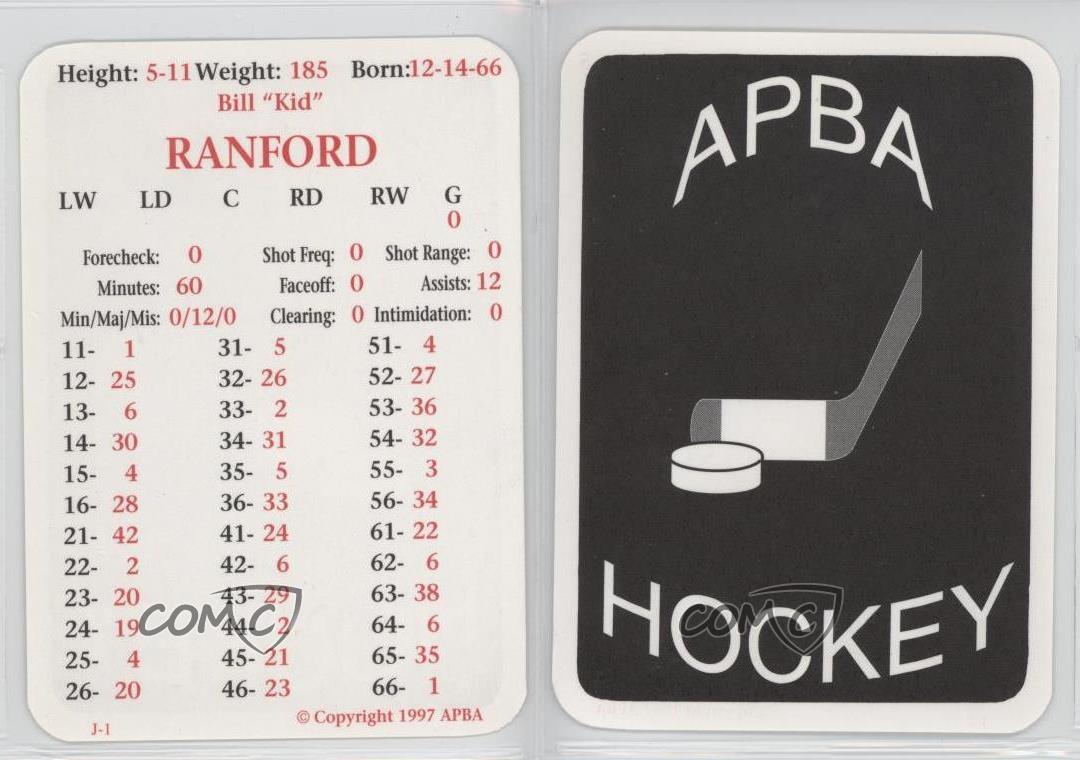 Height: 5-11 Weight: 185 Born:12-14-66
Bill “Kid”
RANFORD
LW LD C RD RW G
0
Forecheck: 0 Shot Freq: 0 Shot Range: 0
Minutes: 60 Faceoff: 0 Assists: 12
Min/Maj/Mis: 0/12/0 Clearing: 0 Intimidation: 0
11- 1 31- 5 51- 4
12- 25 32- 26 52- 27
13- 6 33- 2 53- 36
14- 30 34- 31 54- 32
15- 4 35- 5 55- 3
16- 28 36- 33 56- 34
21- 42 41- 24 61- 22
22- 2 42- 6 62- 6
23- 20 43- 29 63- 38
24- 19 44- 2 64- 6
25- 4 45- 21 65- 35
26- 20 46- 23 66- 1
J-1 © Copyright 1997 APBA
COMC
APBA
HOCKEY
COMC